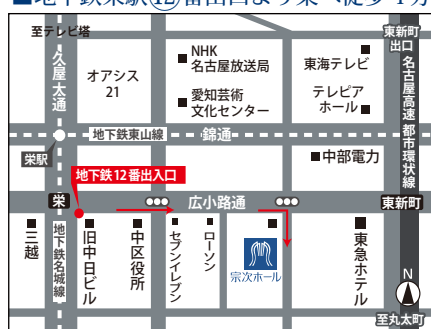 ■地下鉄栄駅⑫番出口より東へ徒歩4分
至テレビ塔
久屋大通
オアシス
21
NHK
名古屋放送局
愛知芸術
文化センター
東海テレビ
テレピア
ホール
東新町
出口
名古屋高速 都市環状線
地下鉄東山線
錦通
栄駅
中部電力
地下鉄12番出入口
栄
広小路通
東新町
三越
地下鉄名城線
旧中日ビル
中区役所
セブンイレブン
ローソン
宗次ホール
東急ホテル
N
至丸太町